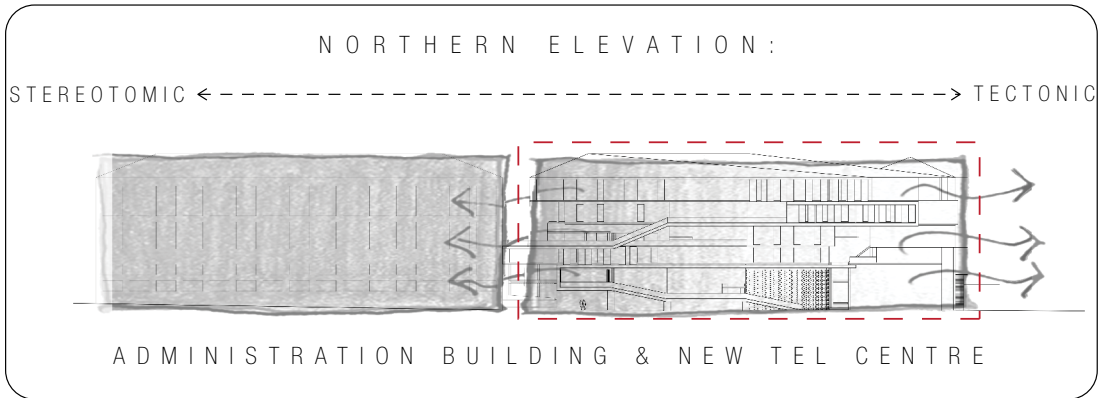 NORTHERN ELEVATION:
STEREOTOMIC TECTONIC
ADMINISTRATION BUILDING & NEW TEL CENTRE